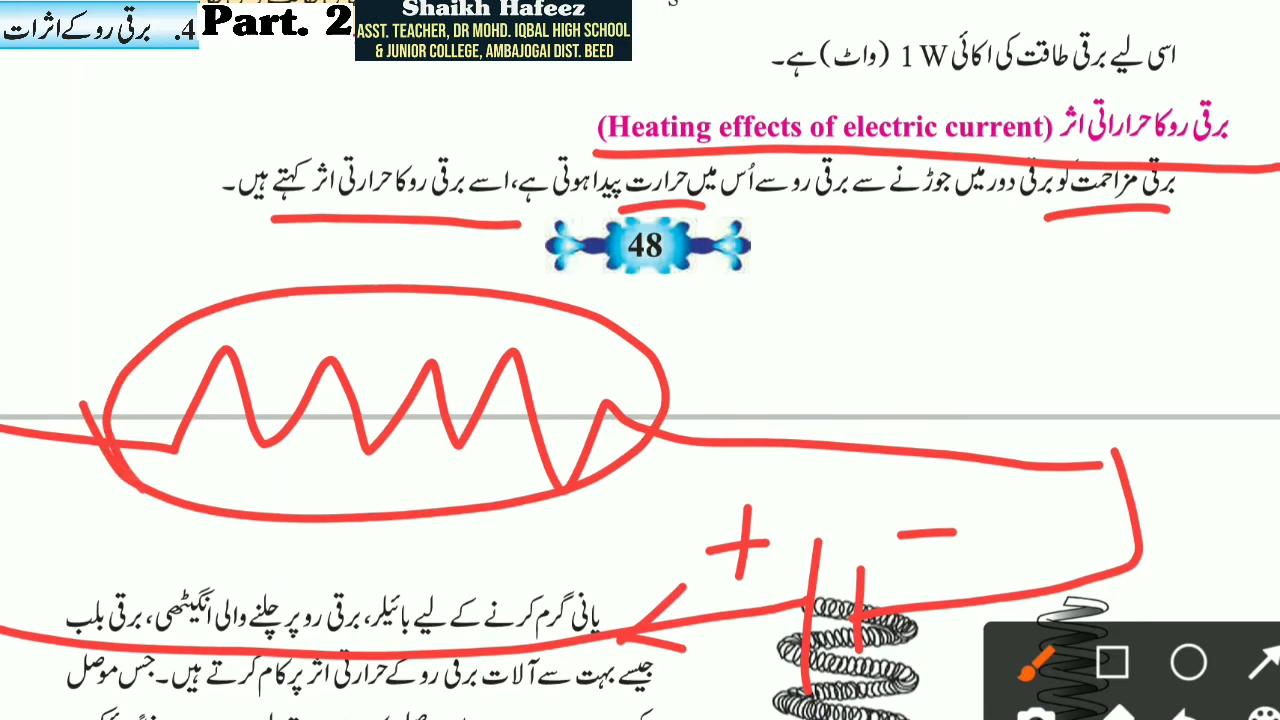 4. برقی رو کے اثرات
Part. 2
Shaikh Hafeez
ASST. TEACHER, DR MOHD. IQBAL HIGH SCHOOL
& JUNIOR COLLEGE, AMBAJOGAI DIST. BEED
اسی لیے برقی طاقت کی اکائی 1 W (واٹ) ہے۔
برقی رو کا حرارتی اثر (Heating effects of electric current)
برقی مزاحمت کو برقی دور میں جوڑنے سے برقی رو سے اُس میں حرارت پیدا ہوتی ہے، اسے برقی رو کا حرارتی اثر کہتے ہیں۔
48
+ −
پانی گرم کرنے کے لیے بائیلر، برقی رو پر چلنے والی انگیٹھی، برقی بلب
جیسے بہت سے آلات برقی رو کے حرارتی اثر پر کام کرتے ہیں۔ جس موصل